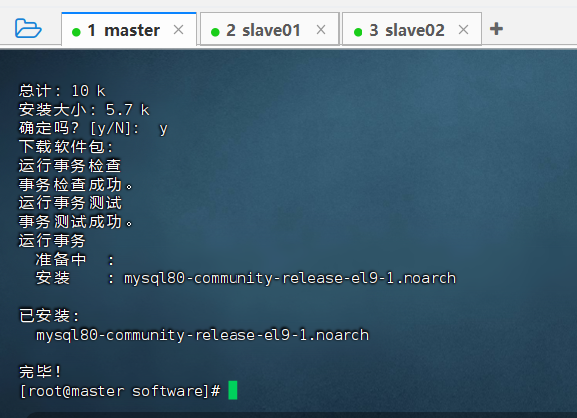 1 master × 2 slave01 × 3 slave02 × +
总计: 10 k
安装大小: 5.7 k
确定吗? [y/N]: y
下载软件包:
运行事务检查
事务检查成功。
运行事务测试
事务测试成功。
运行事务
准备中 :
安装 : mysql80-community-release-el9-1.noarch
已安装:
mysql80-community-release-el9-1.noarch
完毕!
[root@master software]#